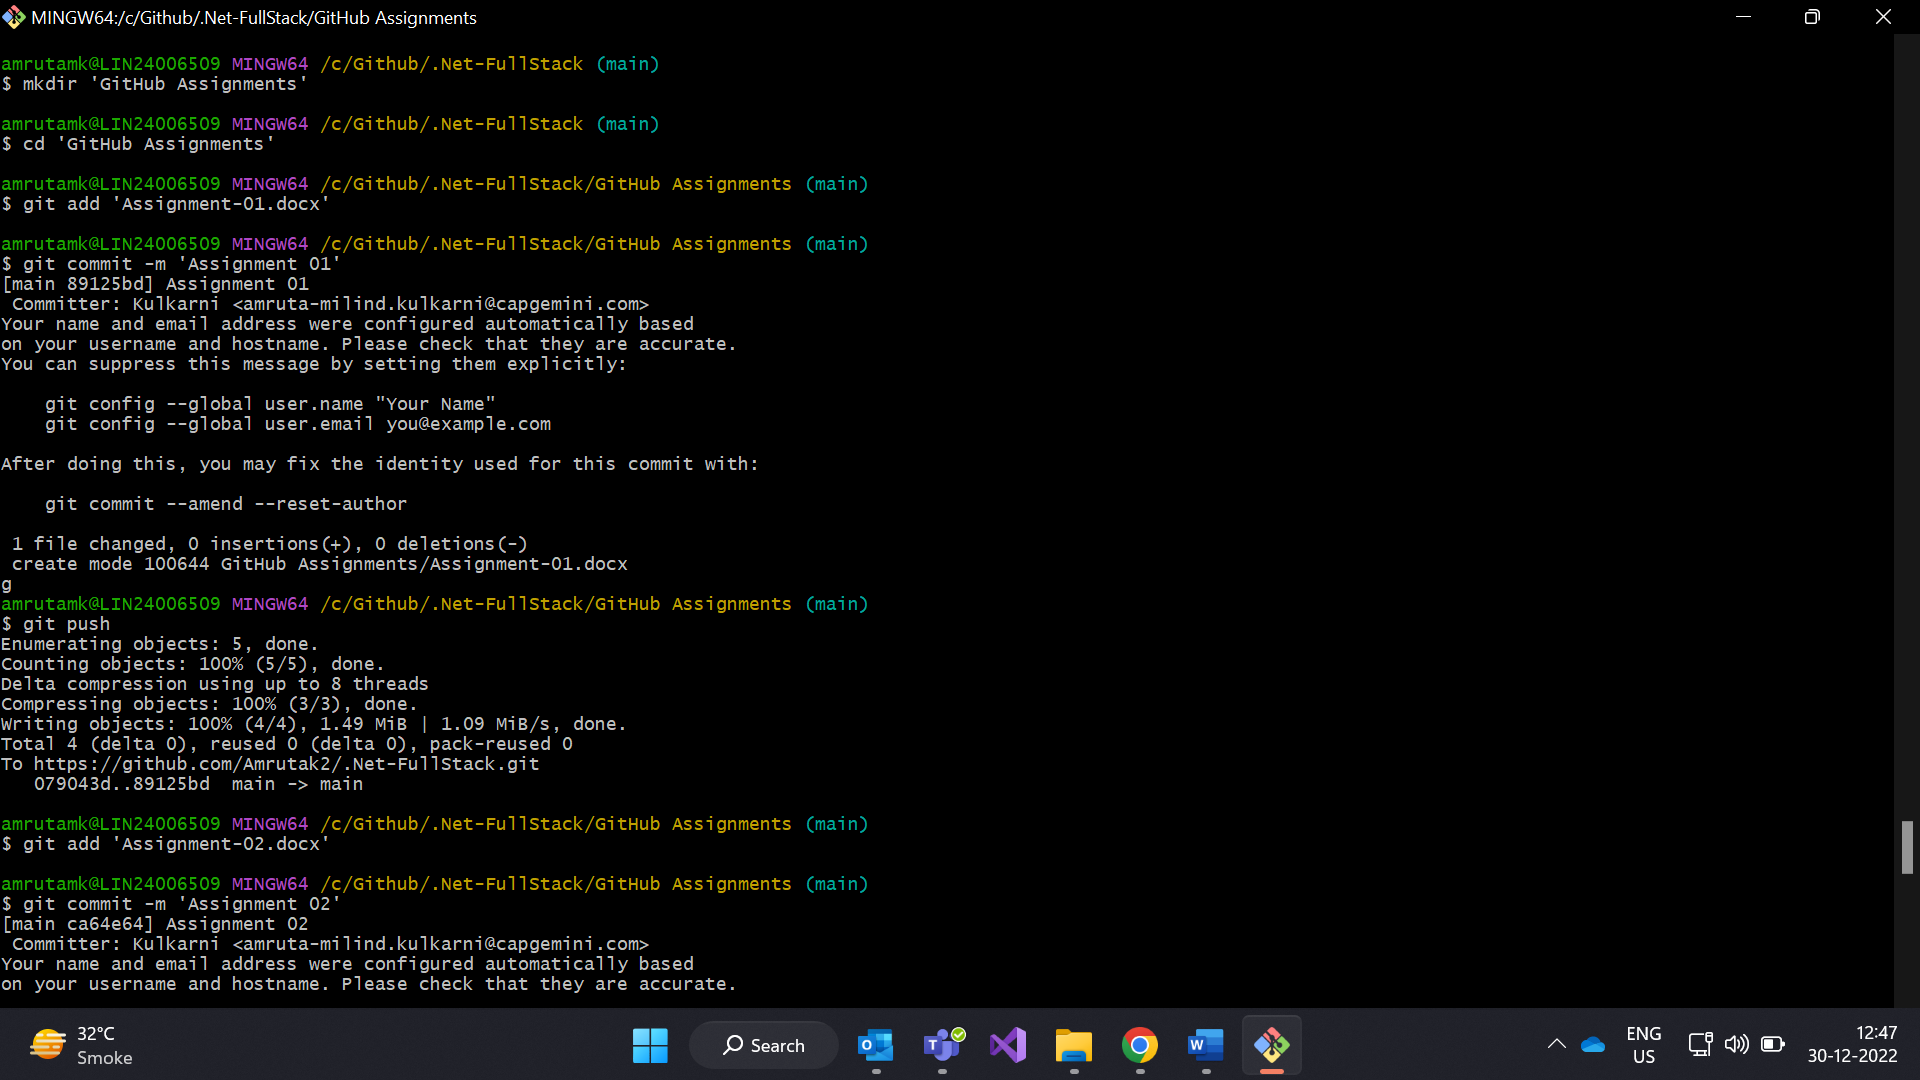 MINGW64:/c/Github/.Net-FullStack/GitHub Assignments
amrutamk@LIN24006509 MINGW64 /c/Github/.Net-FullStack (main)
$ mkdir 'GitHub Assignments'
amrutamk@LIN24006509 MINGW64 /c/Github/.Net-FullStack (main)
$ cd 'GitHub Assignments'
amrutamk@LIN24006509 MINGW64 /c/Github/.Net-FullStack/GitHub Assignments (main)
$ git add 'Assignment-01.docx'
amrutamk@LIN24006509 MINGW64 /c/Github/.Net-FullStack/GitHub Assignments (main)
$ git commit -m 'Assignment 01'
[main 89125bd] Assignment 01
 Committer: Kulkarni <amruta-milind.kulkarni@capgemini.com>
Your name and email address were configured automatically based
on your username and hostname. Please check that they are accurate.
You can suppress this message by setting them explicitly:
    git config --global user.name "Your Name"
    git config --global user.email you@example.com
After doing this, you may fix the identity used for this commit with:
    git commit --amend --reset-author
 1 file changed, 0 insertions(+), 0 deletions(-)
 create mode 100644 GitHub Assignments/Assignment-01.docx
g
amrutamk@LIN24006509 MINGW64 /c/Github/.Net-FullStack/GitHub Assignments (main)
$ git push
Enumerating objects: 5, done.
Counting objects: 100% (5/5), done.
Delta compression using up to 8 threads
Compressing objects: 100% (3/3), done.
Writing objects: 100% (4/4), 1.49 MiB | 1.09 MiB/s, done.
Total 4 (delta 0), reused 0 (delta 0), pack-reused 0
To https://github.com/Amrutak2/.Net-FullStack.git
   079043d..89125bd  main -> main
amrutamk@LIN24006509 MINGW64 /c/Github/.Net-FullStack/GitHub Assignments (main)
$ git add 'Assignment-02.docx'
amrutamk@LIN24006509 MINGW64 /c/Github/.Net-FullStack/GitHub Assignments (main)
$ git commit -m 'Assignment 02'
[main ca64e64] Assignment 02
 Committer: Kulkarni <amruta-milind.kulkarni@capgemini.com>
Your name and email address were configured automatically based
on your username and hostname. Please check that they are accurate.
32°C
Smoke
Search
ENG
US
12:47
30-12-2022